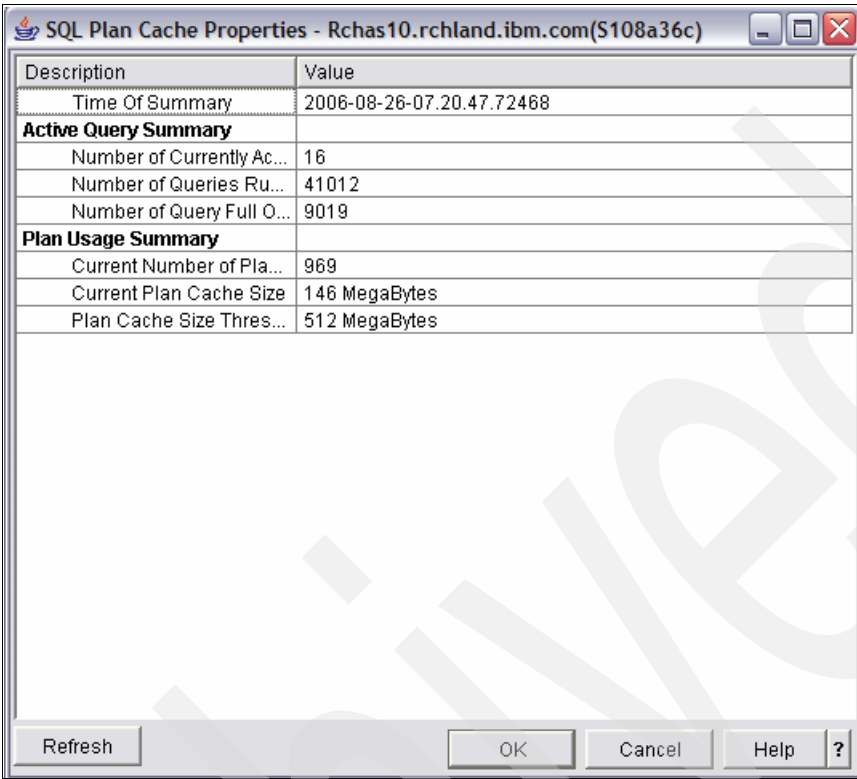 SQL Plan Cache Properties - Rchas10.rchland.ibm.com(S108a36c)
Description Value
Time Of Summary 2006-08-26-07.20.47.72468
Active Query Summary
Number of Currently Ac... 16
Number of Queries Ru... 41012
Number of Query Full O... 9019
Plan Usage Summary
Current Number of Pla... 969
Current Plan Cache Size 146 MegaBytes
Plan Cache Size Thres... 512 MegaBytes
Refresh OK Cancel Help ?